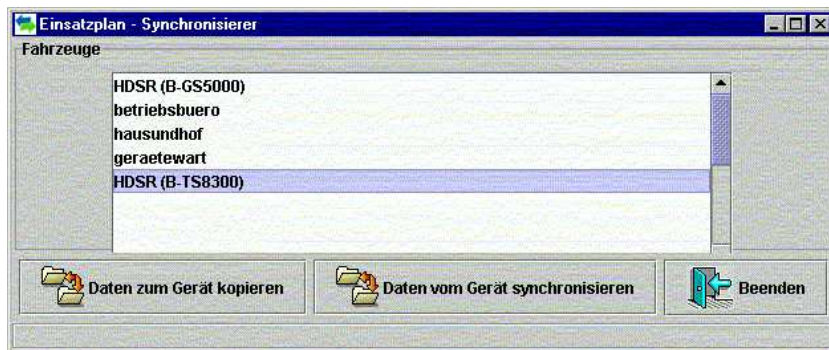 Einsatzplan - Synchronisierer
Fahrzeuge
HDSR (B-GS5000)
betriebsbuero
hausundhof
geraetewart
HDSR (B-TS8300)
Daten zum Gerät kopieren
Daten vom Gerät synchronisieren
Beenden